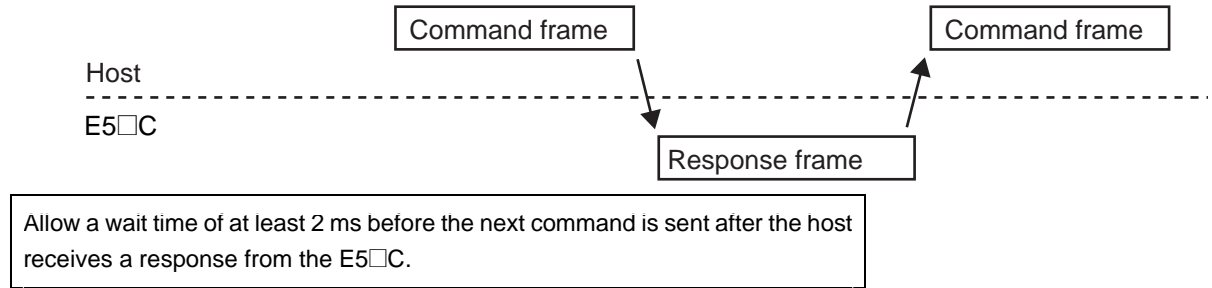 Command frame
Command frame
Host
E5□C
Response frame
Allow a wait time of at least 2 ms before the next command is sent after the host
receives a response from the E5□C.